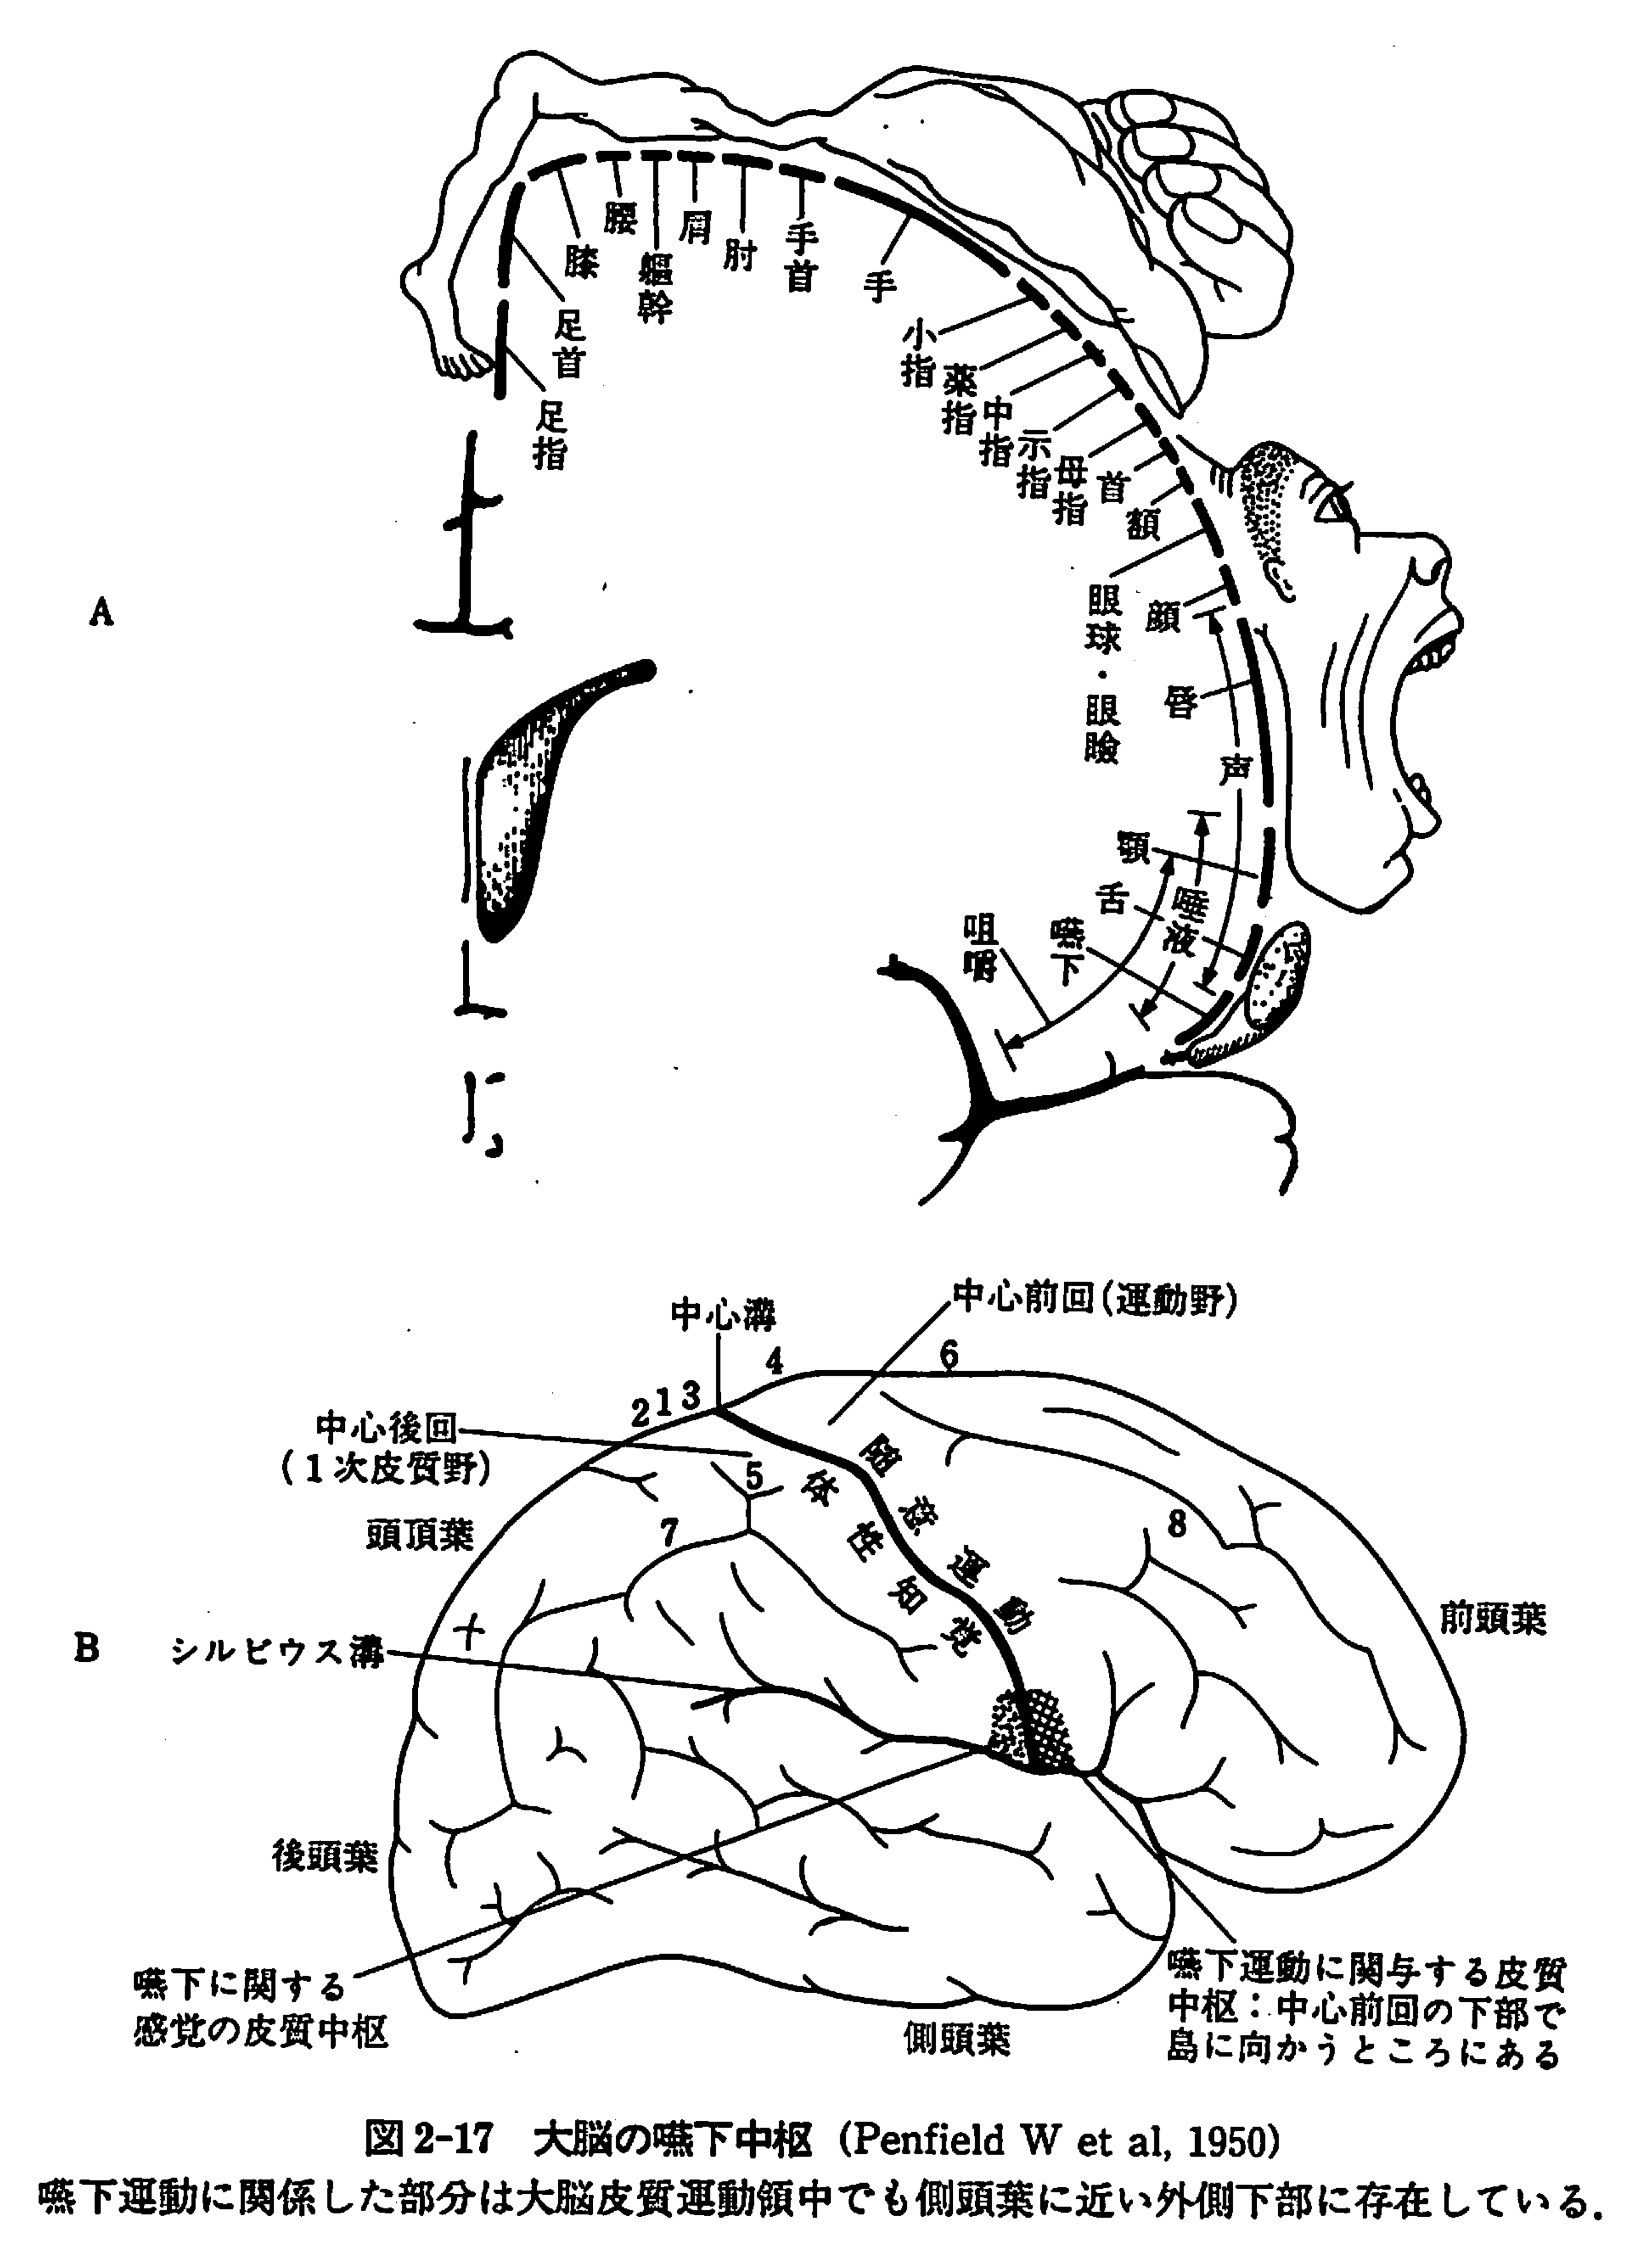 膝
腰
軀幹
肩
肘
手首
手
足首
足指
小指
薬指
中指
示指
母指
首
額
眼球・眼瞼
顔
唇
声
顎
舌
唾液
嚥下
咀嚼
A
中心溝
中心前回(運動野)
4
6
2 1 3
中心後回
(1次皮質野)
5
随意運動
体性知覚
頭頂葉
7
8
前頭葉
B
シルビウス溝
後頭葉
嚥下に関する
感覚の皮質中枢
側頭葉
嚥下運動に関与する皮質
中枢:中心前回の下部で
島に向かうところにある
図2-17 大脳の嚥下中枢 (Penfield W et al, 1950)
嚥下運動に関係した部分は大脳皮質運動領中でも側頭葉に近い外側下部に存在している.